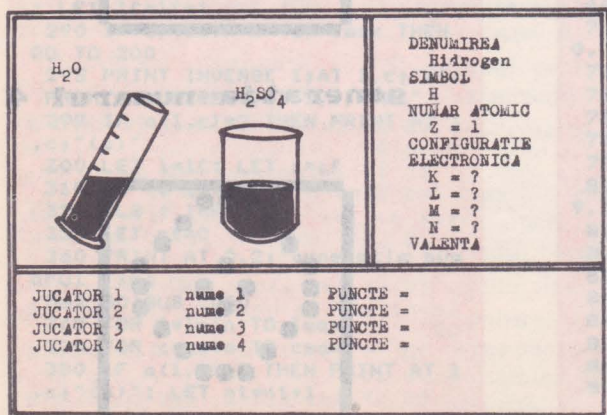 H₂O
H₂SO₄
DENUMIREA
Hidrogen
SIMBOL
H
NUMAR ATOMIC
Z = 1
CONFIGURATIE
ELECTRONICA
K = ?
L = ?
M = ?
N = ?
VALENTA
JUCATOR 1 nume 1 PUNCTE =
JUCATOR 2 nume 2 PUNCTE =
JUCATOR 3 nume 3 PUNCTE =
JUCATOR 4 nume 4 PUNCTE =